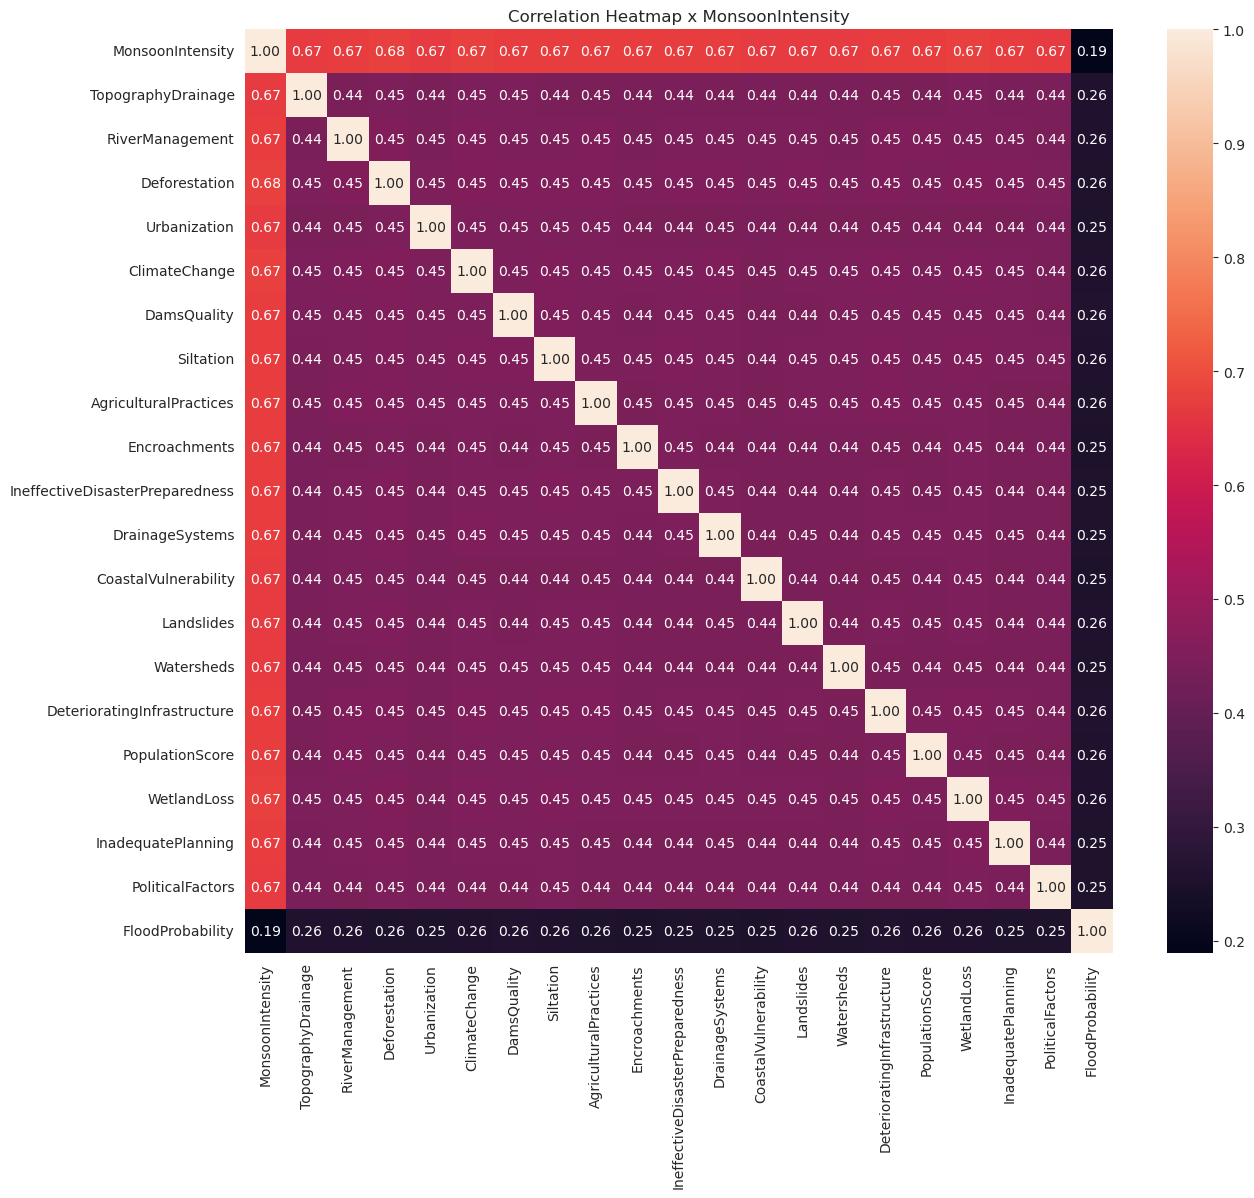 Correlation Heatmap x MonsoonIntensity
MonsoonIntensity 1.00 0.67 0.67 0.68 0.67 0.67 0.67 0.67 0.67 0.67 0.67 0.67 0.67 0.67 0.67 0.67 0.67 0.67 0.67 0.67 0.19
TopographyDrainage 0.67 1.00 0.44 0.45 0.44 0.45 0.45 0.44 0.45 0.44 0.44 0.44 0.44 0.44 0.44 0.45 0.44 0.45 0.44 0.44 0.26
RiverManagement 0.67 0.44 1.00 0.45 0.45 0.45 0.45 0.45 0.45 0.45 0.45 0.45 0.45 0.45 0.45 0.45 0.45 0.45 0.45 0.44 0.26
Deforestation 0.68 0.45 0.45 1.00 0.45 0.45 0.45 0.45 0.45 0.45 0.45 0.45 0.45 0.45 0.45 0.45 0.45 0.45 0.45 0.45 0.26
Urbanization 0.67 0.44 0.45 0.45 1.00 0.45 0.45 0.45 0.45 0.44 0.44 0.45 0.44 0.44 0.44 0.45 0.44 0.44 0.44 0.44 0.25
ClimateChange 0.67 0.45 0.45 0.45 0.45 1.00 0.45 0.45 0.45 0.45 0.45 0.45 0.45 0.45 0.45 0.45 0.45 0.45 0.45 0.44 0.26
DamsQuality 0.67 0.45 0.45 0.45 0.45 0.45 1.00 0.45 0.45 0.44 0.45 0.45 0.44 0.44 0.45 0.45 0.45 0.45 0.45 0.44 0.26
Siltation 0.67 0.44 0.45 0.45 0.45 0.45 0.45 1.00 0.45 0.45 0.45 0.45 0.44 0.45 0.45 0.45 0.45 0.45 0.45 0.45 0.26
AgriculturalPractices 0.67 0.45 0.45 0.45 0.45 0.45 0.45 0.45 1.00 0.45 0.45 0.45 0.45 0.45 0.45 0.45 0.45 0.45 0.45 0.44 0.26
Encroachments 0.67 0.44 0.45 0.45 0.44 0.45 0.44 0.45 0.45 1.00 0.45 0.44 0.44 0.44 0.44 0.45 0.44 0.45 0.44 0.44 0.25
IneffectiveDisasterPreparedness 0.67 0.44 0.45 0.45 0.44 0.45 0.45 0.45 0.45 0.45 1.00 0.45 0.44 0.44 0.44 0.45 0.45 0.45 0.44 0.44 0.25
DrainageSystems 0.67 0.44 0.45 0.45 0.45 0.45 0.45 0.45 0.45 0.44 0.45 1.00 0.44 0.45 0.44 0.45 0.45 0.45 0.45 0.44 0.25
CoastalVulnerability 0.67 0.44 0.45 0.45 0.44 0.45 0.44 0.44 0.45 0.44 0.44 0.44 1.00 0.44 0.44 0.45 0.44 0.45 0.44 0.44 0.25
Landslides 0.67 0.44 0.45 0.45 0.44 0.45 0.44 0.45 0.45 0.44 0.44 0.45 0.44 1.00 0.44 0.45 0.45 0.45 0.44 0.44 0.26
Watersheds 0.67 0.44 0.45 0.45 0.44 0.45 0.45 0.45 0.45 0.44 0.44 0.44 0.44 0.44 1.00 0.45 0.44 0.45 0.44 0.44 0.25
DeterioratingInfrastructure 0.67 0.45 0.45 0.45 0.45 0.45 0.45 0.45 0.45 0.45 0.45 0.45 0.45 0.45 0.45 1.00 0.45 0.45 0.45 0.44 0.26
PopulationScore 0.67 0.44 0.45 0.45 0.44 0.45 0.45 0.45 0.45 0.44 0.45 0.45 0.44 0.45 0.44 0.45 1.00 0.45 0.45 0.44 0.26
WetlandLoss 0.67 0.45 0.45 0.45 0.44 0.45 0.45 0.45 0.45 0.45 0.45 0.45 0.45 0.45 0.45 0.45 0.45 1.00 0.45 0.45 0.26
InadequatePlanning 0.67 0.44 0.45 0.45 0.44 0.45 0.45 0.45 0.45 0.44 0.44 0.45 0.44 0.44 0.44 0.45 0.45 0.45 1.00 0.44 0.25
PoliticalFactors 0.67 0.44 0.44 0.45 0.44 0.44 0.44 0.45 0.44 0.44 0.44 0.44 0.44 0.44 0.44 0.44 0.44 0.45 0.44 1.00 0.25
FloodProbability 0.19 0.26 0.26 0.26 0.25 0.26 0.26 0.26 0.26 0.25 0.25 0.25 0.25 0.26 0.25 0.26 0.26 0.26 0.25 0.25 1.00
MonsoonIntensity
TopographyDrainage
RiverManagement
Deforestation
Urbanization
ClimateChange
DamsQuality
Siltation
AgriculturalPractices
Encroachments
IneffectiveDisasterPreparedness
DrainageSystems
CoastalVulnerability
Landslides
Watersheds
DeterioratingInfrastructure
PopulationScore
WetlandLoss
InadequatePlanning
PoliticalFactors
FloodProbability
1.0
0.9
0.8
0.7
0.6
0.5
0.4
0.3
0.2